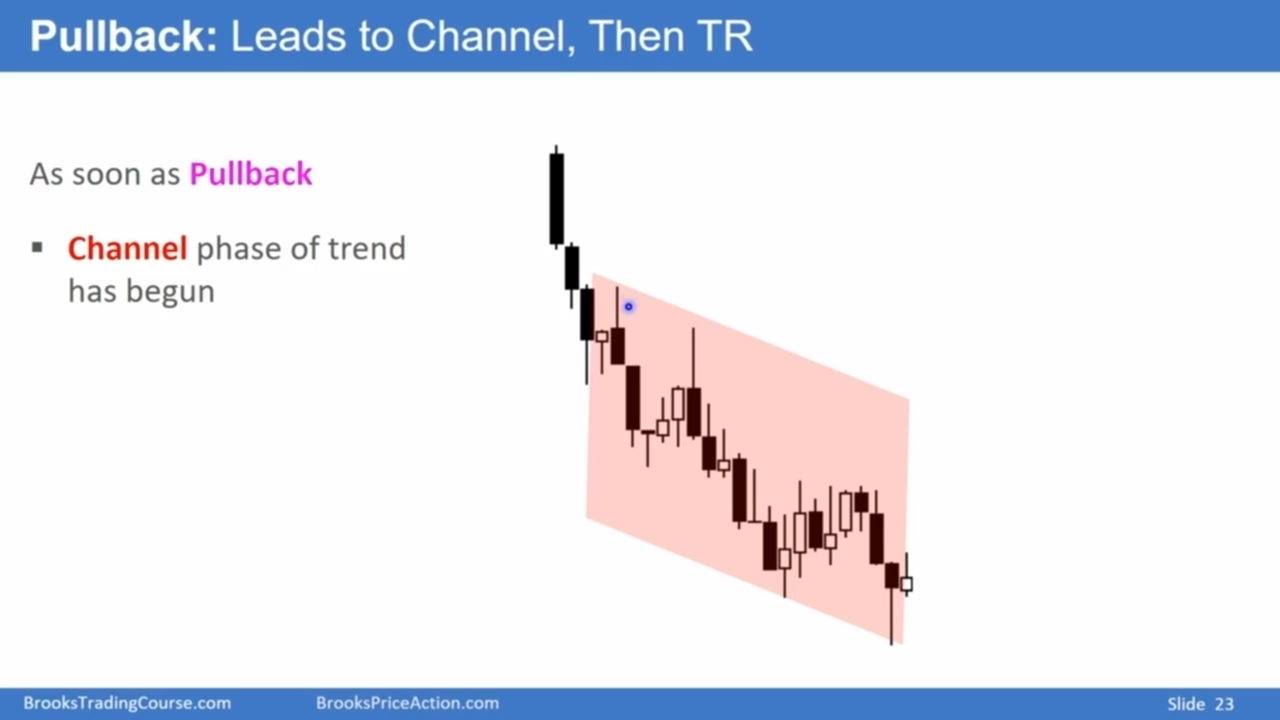 Pullback: Leads to Channel, Then TR
As soon as Pullback
▪ Channel phase of trend
has begun
BrooksTradingCourse.com
BrooksPriceAction.com
Slide 23